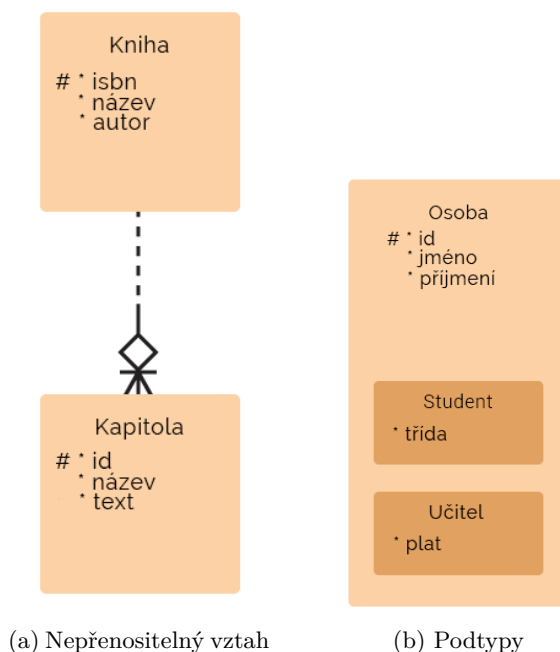 Kniha
# * isbn
* název
* autor
Kapitola
# * id
* název
* text
(a) Nepřenositelný vztah
Osoba
# * id
* jméno
* příjmení
Student
* třída
Učitel
* plat
(b) Podtypy